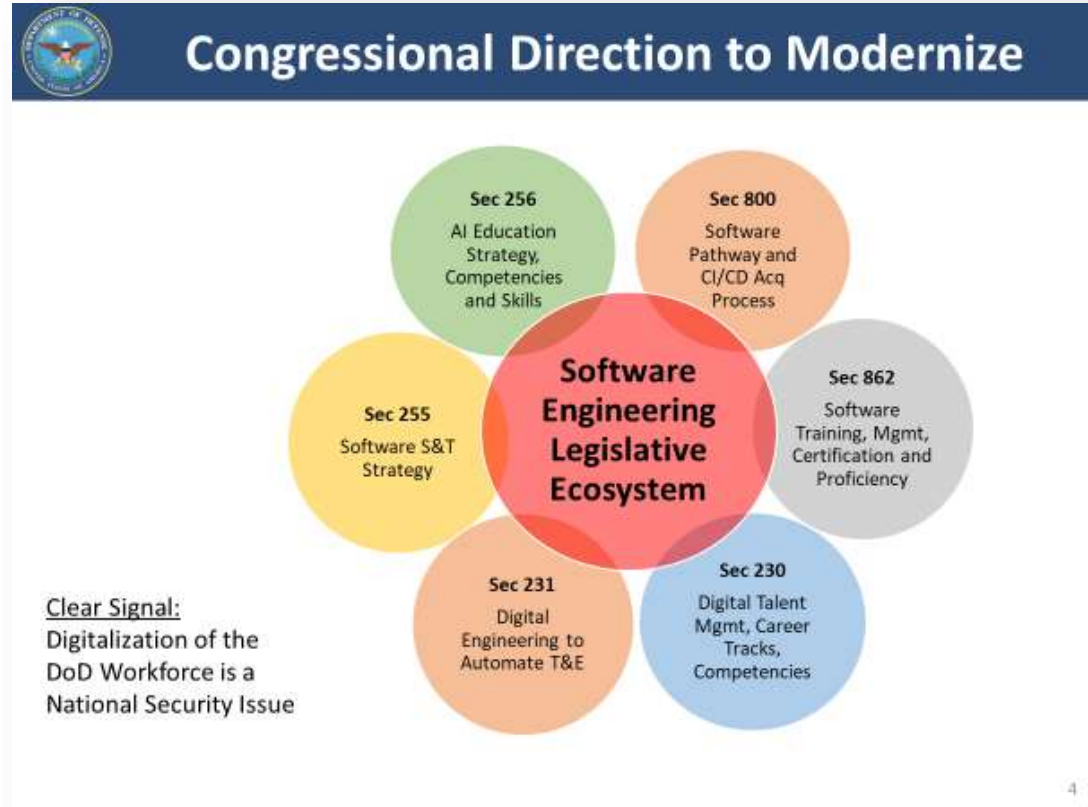 Congressional Direction to Modernize
Sec 256
AI Education
Strategy,
Competencies
and Skills
Sec 800
Software
Pathway and
CI/CD Acq
Process
Software
Engineering
Legislative
Ecosystem
Sec 862
Software
Training, Mgmt,
Certification and
Proficiency
Sec 255
Software S&T
Strategy
Sec 231
Digital
Engineering to
Automate T&E
Sec 230
Digital Talent
Mgmt, Career
Tracks,
Competencies
Clear Signal:
Digitalization of the
DoD Workforce is a
National Security Issue
4